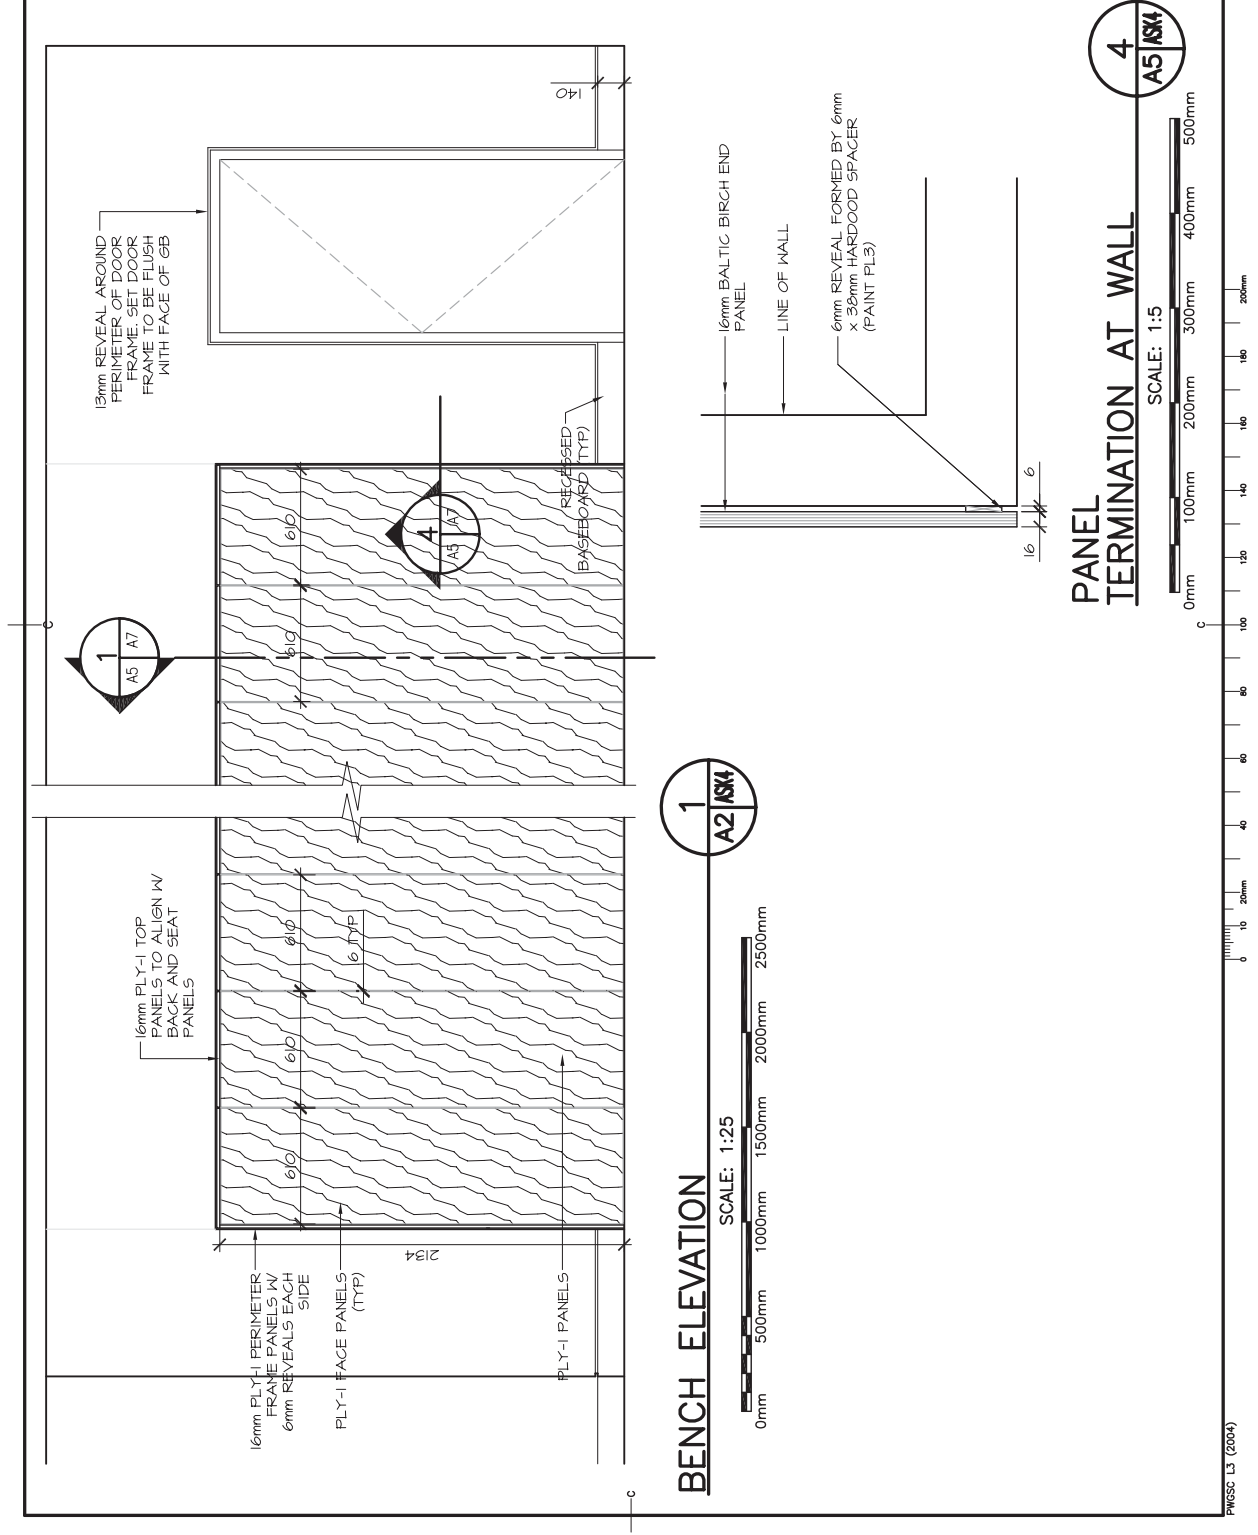 16mm PLY-1 PERIMETER
FRAME PANELS W/
6mm REVEALS EACH
SIDE
PLY-1 FACE PANELS
(TYP)
PLY-1 PANELS
2134
16mm PLY-1 TOP
PANELS TO ALIGN W/
BACK AND SEAT
PANELS
610
610
610
6 TYP
610
610
1
A5
A7
4
A5
A7
13mm REVEAL AROUND
PERIMETER OF DOOR
FRAME. SET DOOR
FRAME TO BE FLUSH
WITH FACE OF GB
RECESSED
BASEBOARD (TYP)
140
C
C
C
BENCH ELEVATION
SCALE: 1:25
1
A2
ASK4
0mm
500mm
1000mm
1500mm
2000mm
2500mm
16mm BALTIC BIRCH END
PANEL
LINE OF WALL
6mm REVEAL FORMED BY 6mm
x 38mm HARDOOD SPACER
(PAINT PL3)
16
6
PANEL
TERMINATION AT WALL
SCALE: 1:5
4
A5
ASK4
0mm
100mm
200mm
300mm
400mm
500mm
PWGSC L3 (2004)
0
10
20mm
40
60
80
100
120
140
160
180
200mm